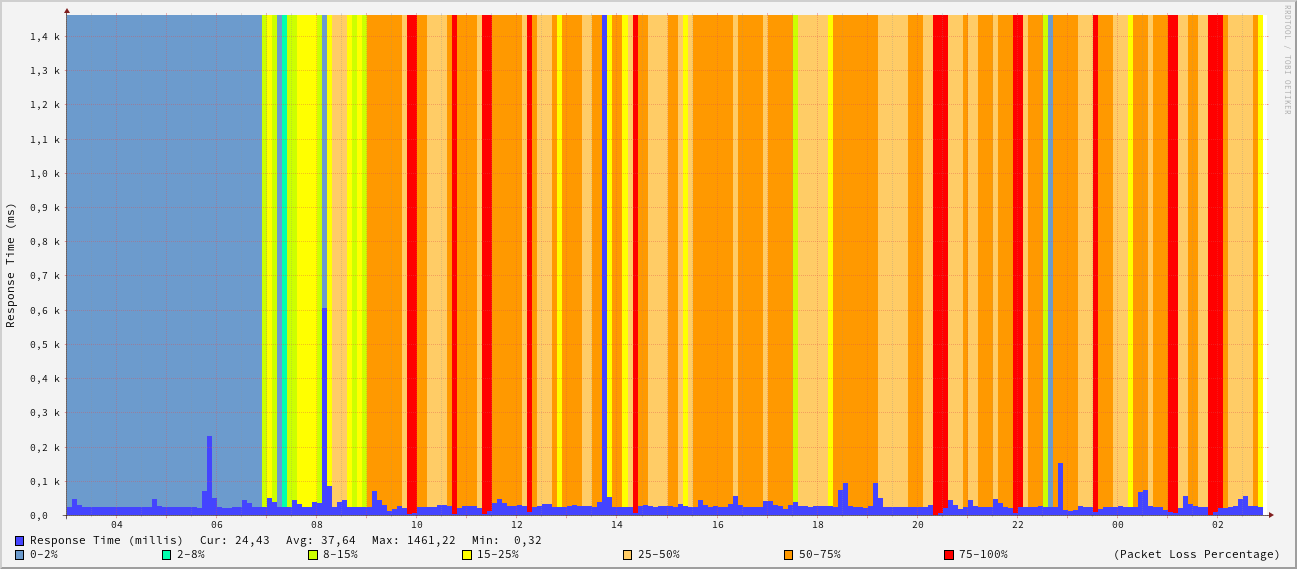 RRDTOOL / TOBI OETIKER
Response Time (ms)
1,4 k
1,3 k
1,2 k
1,1 k
1,0 k
0,9 k
0,8 k
0,7 k
0,6 k
0,5 k
0,4 k
0,3 k
0,2 k
0,1 k
0,0
04 06 08 10 12 14 16 18 20 22 00 02
Response Time (millis) Cur: 24,43 Avg: 37,64 Max: 1461,22 Min: 0,32
0-2% 2-8% 8-15% 15-25% 25-50% 50-75% 75-100% (Packet Loss Percentage)